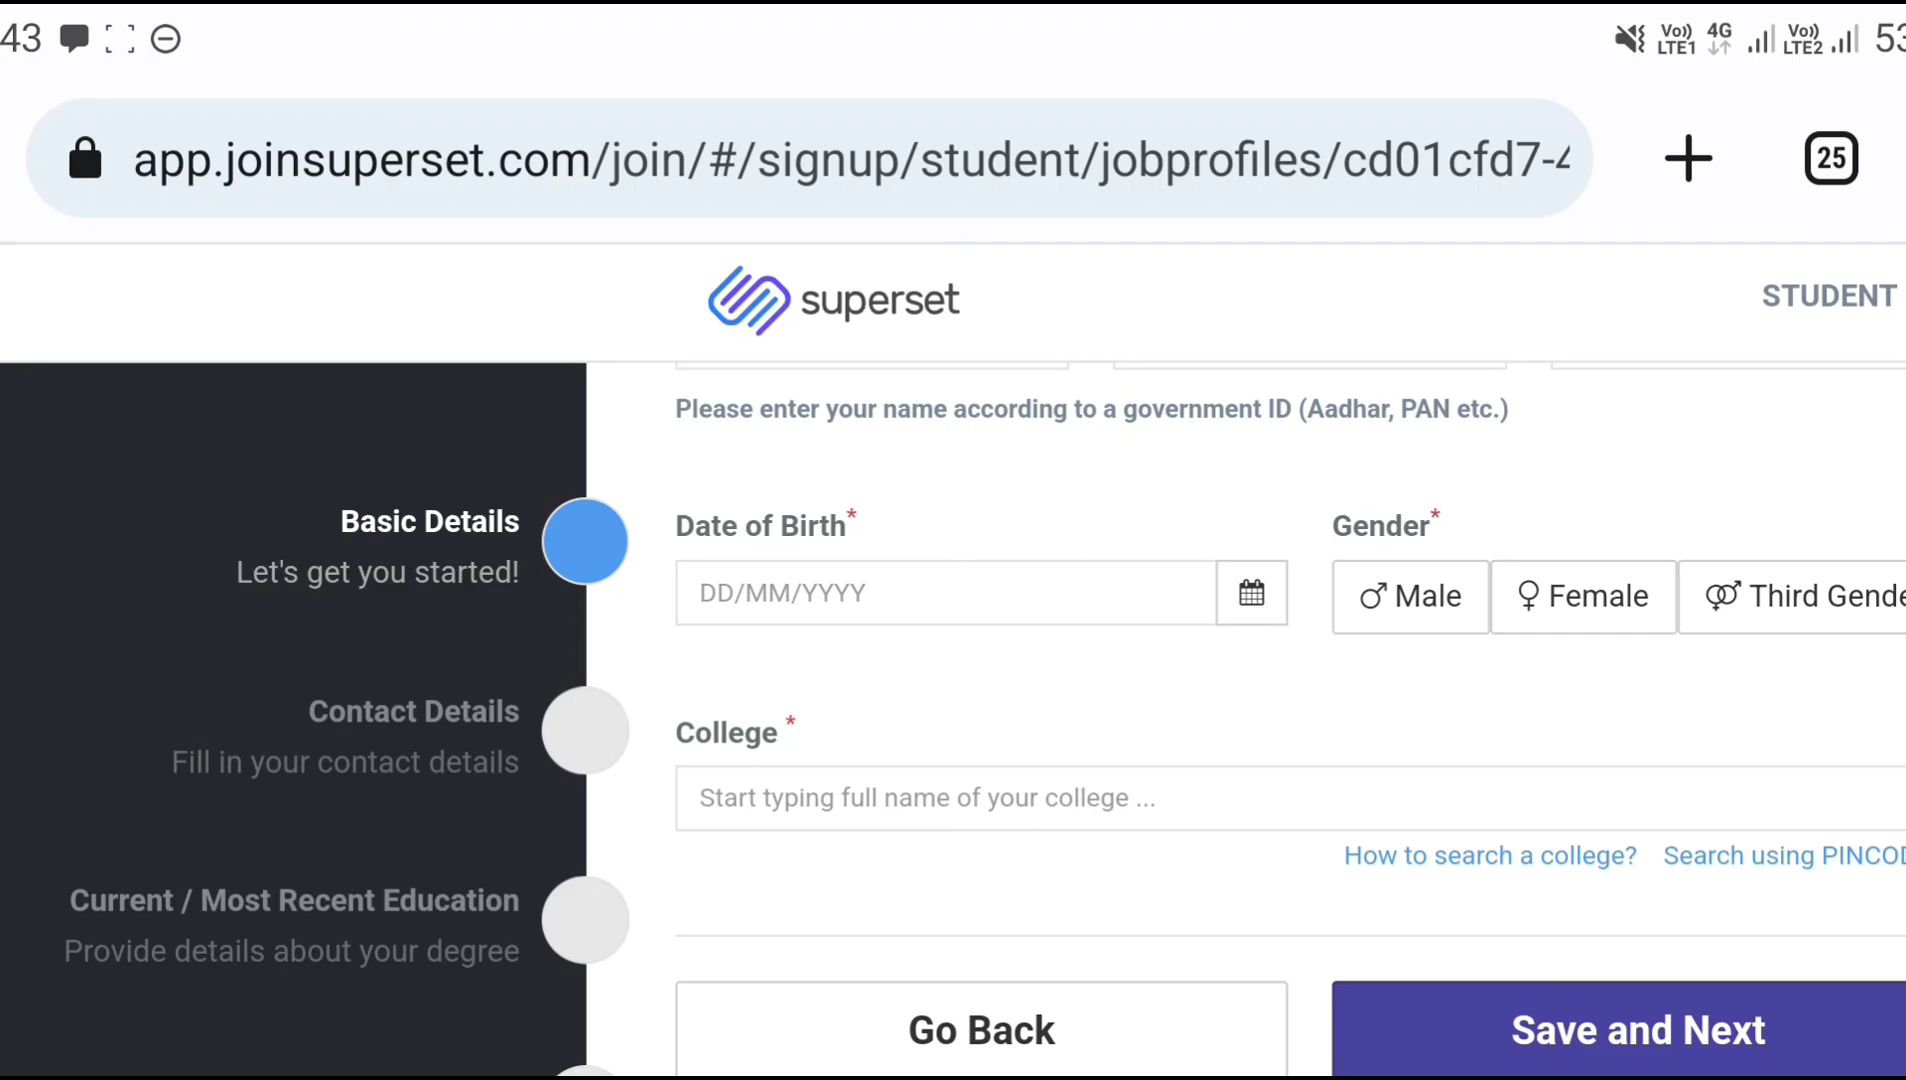 43
Vo)) LTE1 4G Vo)) LTE2 53
app.joinsuperset.com/join/#/signup/student/jobprofiles/cd01cfd7-4
25
superset
STUDENT
Please enter your name according to a government ID (Aadhar, PAN etc.)
Basic Details
Let's get you started!
Date of Birth*
Gender*
DD/MM/YYYY
Male
Female
Third Gende
Contact Details
Fill in your contact details
College *
Start typing full name of your college ...
How to search a college?
Search using PINCOD
Current / Most Recent Education
Provide details about your degree
Go Back
Save and Next